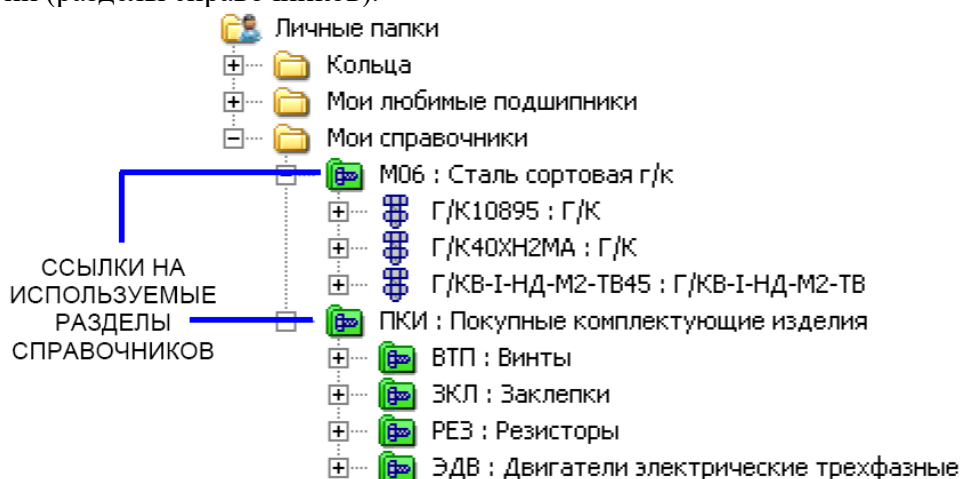 (разделы справочников).
Личные папки
Кольца
Мои любимые подшипники
Мои справочники
М06 : Сталь сортовая г/к
Г/К10895 : Г/К
Г/К40ХН2МА : Г/К
Г/КВ-I-НД-М2-ТВ45 : Г/КВ-I-НД-М2-ТВ
ССЫЛКИ НА
ИСПОЛЬЗУЕМЫЕ
РАЗДЕЛЫ
СПРАВОЧНИКОВ
ПКИ : Покупные комплектующие изделия
ВТП : Винты
ЗКЛ : Заклепки
РЕЗ : Резисторы
ЭДВ : Двигатели электрические трехфазные